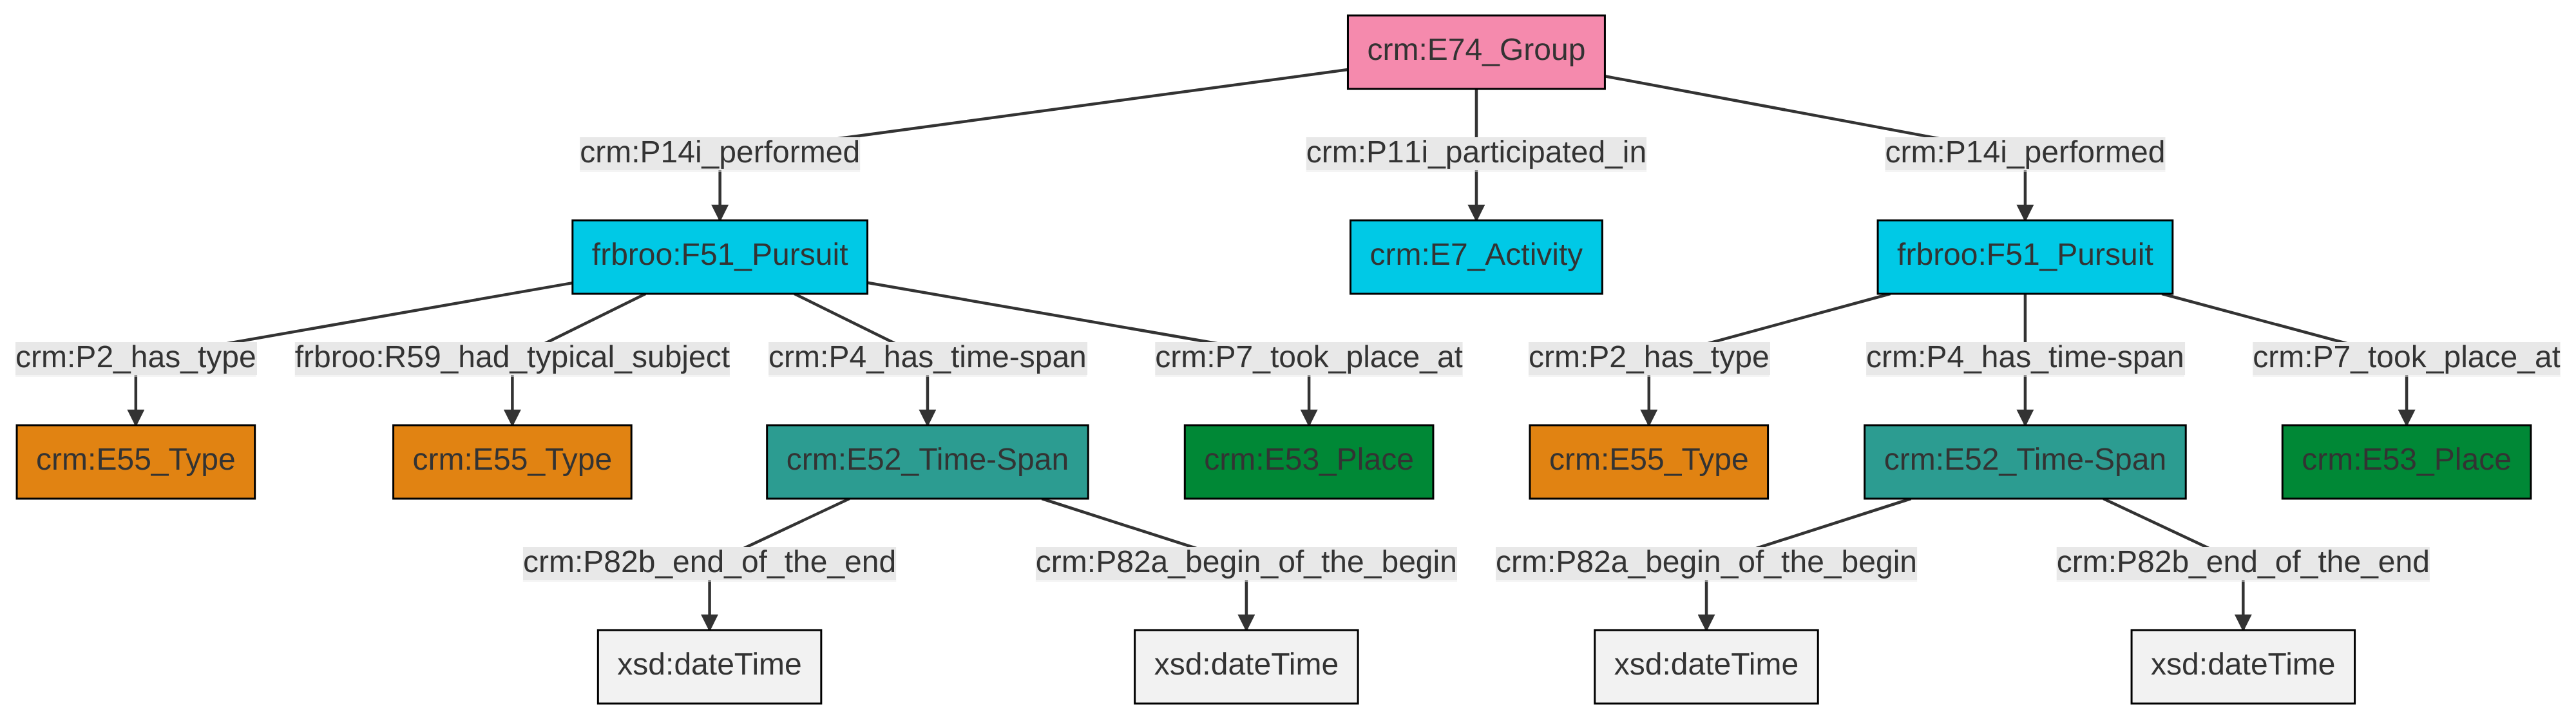 crm:E74_Group
crm:P14i_performed
crm:P11i_participated_in
crm:P14i_performed
frbroo:F51_Pursuit
crm:E7_Activity
frbroo:F51_Pursuit
crm:P2_has_type
frbroo:R59_had_typical_subject
crm:P4_has_time-span
crm:P7_took_place_at
crm:P2_has_type
crm:P4_has_time-span
crm:P7_took_place_at
crm:E55_Type
crm:E55_Type
crm:E52_Time-Span
crm:E53_Place
crm:E55_Type
crm:E52_Time-Span
crm:E53_Place
crm:P82b_end_of_the_end
crm:P82a_begin_of_the_begin
crm:P82a_begin_of_the_begin
crm:P82b_end_of_the_end
xsd:dateTime
xsd:dateTime
xsd:dateTime
xsd:dateTime